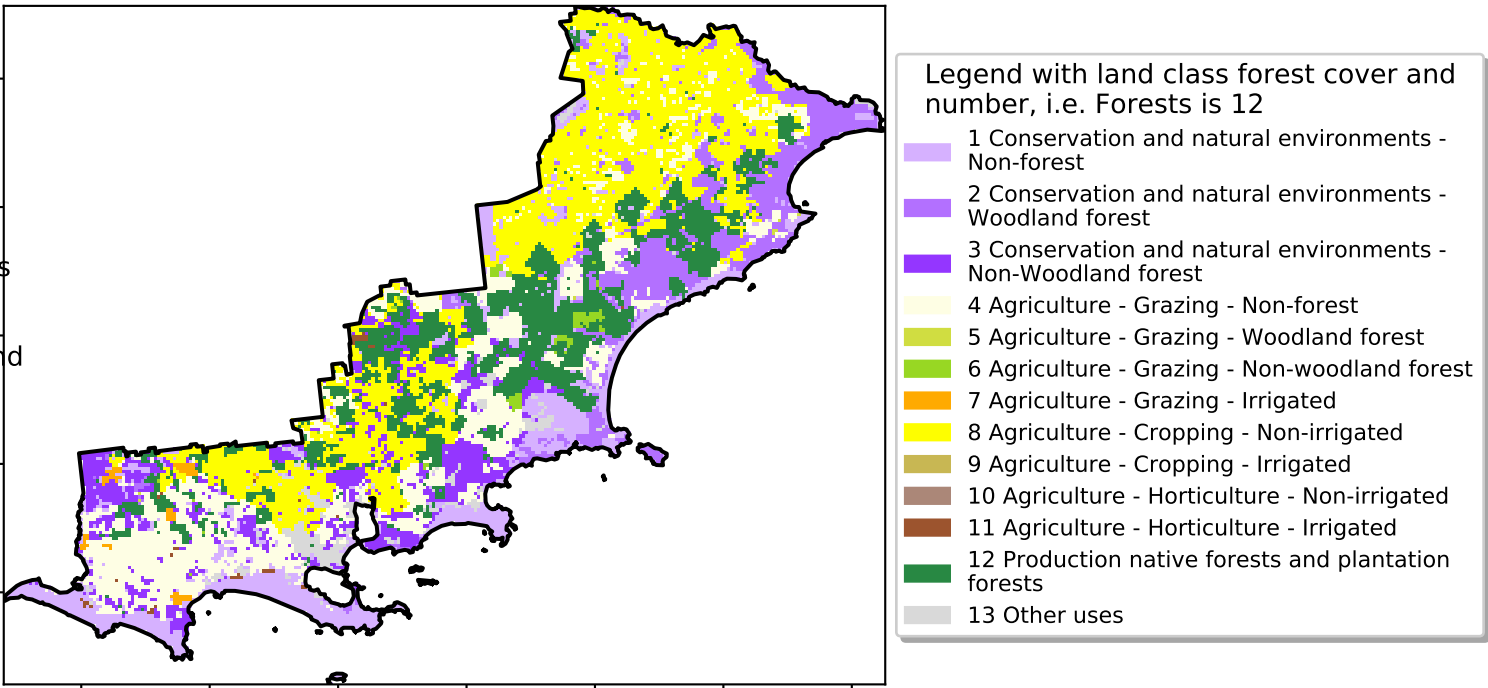 s
nd
Legend with land class forest cover and
number, i.e. Forests is 12
1 Conservation and natural environments -
Non-forest
2 Conservation and natural environments -
Woodland forest
3 Conservation and natural environments -
Non-Woodland forest
4 Agriculture - Grazing - Non-forest
5 Agriculture - Grazing - Woodland forest
6 Agriculture - Grazing - Non-woodland forest
7 Agriculture - Grazing - Irrigated
8 Agriculture - Cropping - Non-irrigated
9 Agriculture - Cropping - Irrigated
10 Agriculture - Horticulture - Non-irrigated
11 Agriculture - Horticulture - Irrigated
12 Production native forests and plantation
forests
13 Other uses